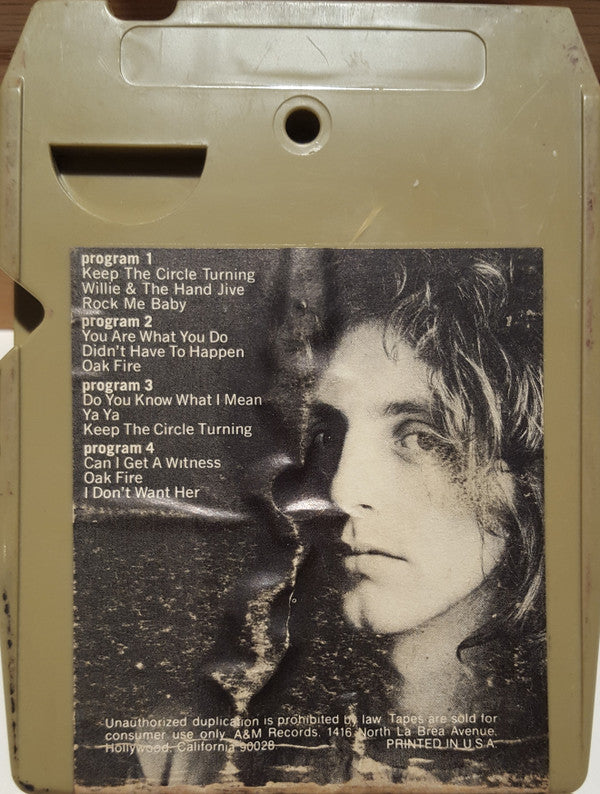 program 1
Keep The Circle Turning
Willie & The Hand Jive
Rock Me Baby
program 2
You Are What You Do
Didn't Have To Happen
Oak Fire
program 3
Do You Know What I Mean
Ya Ya
Keep The Circle Turning
program 4
Can I Get A Witness
Oak Fire
I Don't Want Her
Unauthorized duplication is prohibited by law Tapes are sold for
consumer use only. A&M Records. 1416 North La Brea Avenue.
Hollywood. California 90028 PRINTED IN U.S.A